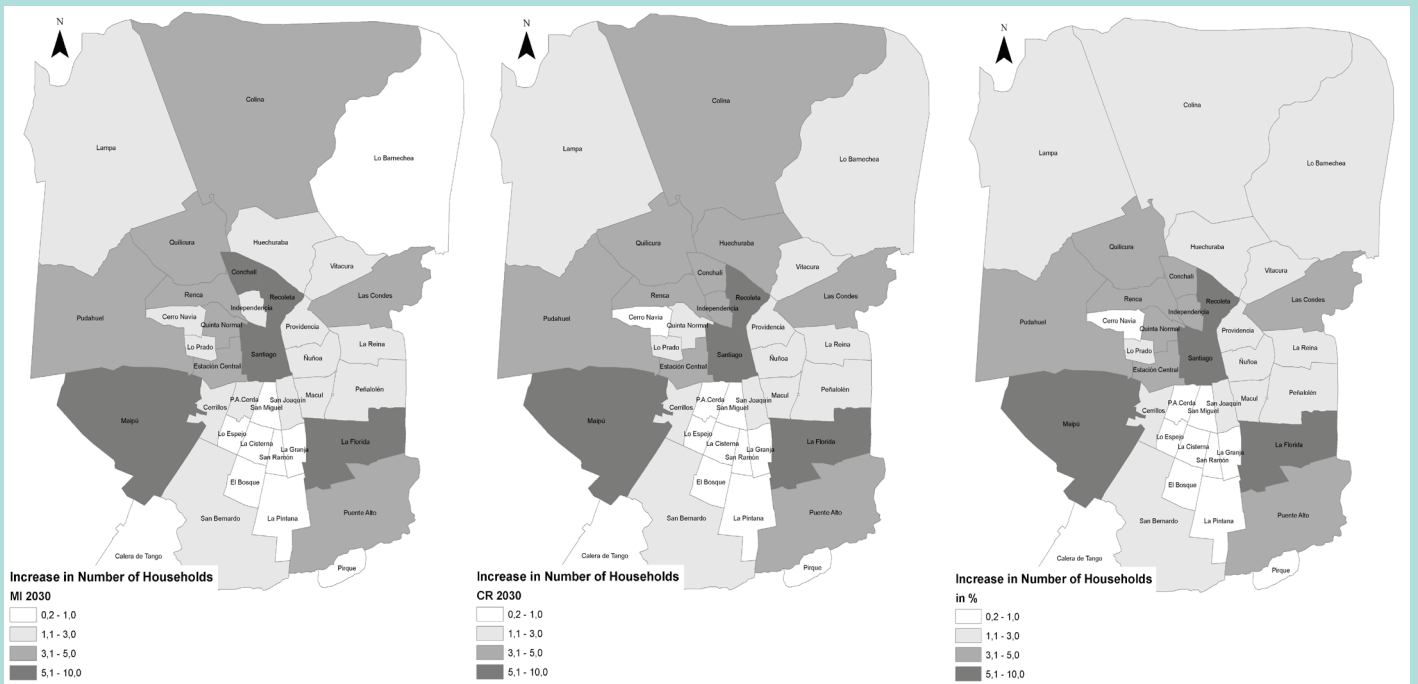 N
Colina
Lampa
Lo Barnechea
Quilicura
Huechuraba
Vitacura
Conchalí
Las Condes
Renca
Recoleta
Independencia
Pudahuel
Cerro Navia
Quinta Normal
Providencia
Lo Prado
La Reina
Santiago
Ñuñoa
Estación Central
Peñalolén
Macul
P.A.Cerda
San Joaquin
Cerrillos
San Miguel
Maipú
Lo Espejo
La Cisterna
La Florida
La Granja
San Ramón
El Bosque
Puente Alto
San Bernardo
La Pintana
Calera de Tango
Pirque
Increase in Number of Households
MI 2030
0,2 - 1,0
1,1 - 3,0
3,1 - 5,0
5,1 - 10,0
N
Colina
Lampa
Lo Barnechea
Quilicura
Huechuraba
Vitacura
Conchalí
Las Condes
Renca
Recoleta
Independencia
Pudahuel
Cerro Navia
Quinta Normal
Providencia
Lo Prado
La Reina
Santiago
Ñuñoa
Estación Central
Peñalolén
Macul
P.A.Cerda
San Joaquin
Cerrillos
San Miguel
Maipú
Lo Espejo
La Cisterna
La Florida
La Granja
San Ramón
El Bosque
Puente Alto
San Bernardo
La Pintana
Calera de Tango
Pirque
Increase in Number of Households
CR 2030
0,2 - 1,0
1,1 - 3,0
3,1 - 5,0
5,1 - 10,0
N
Colina
Lampa
Lo Barnechea
Quilicura
Huechuraba
Vitacura
Conchalí
Las Condes
Renca
Recoleta
Independencia
Pudahuel
Cerro Navia
Quinta Normal
Providencia
Lo Prado
La Reina
Santiago
Ñuñoa
Estación Central
Peñalolén
Macul
P.A.Cerda
San Joaquin
Cerrillos
San Miguel
Maipú
Lo Espejo
La Cisterna
La Florida
La Granja
San Ramón
El Bosque
Puente Alto
San Bernardo
La Pintana
Calera de Tango
Pirque
Increase in Number of Households
in %
0,2 - 1,0
1,1 - 3,0
3,1 - 5,0
5,1 - 10,0